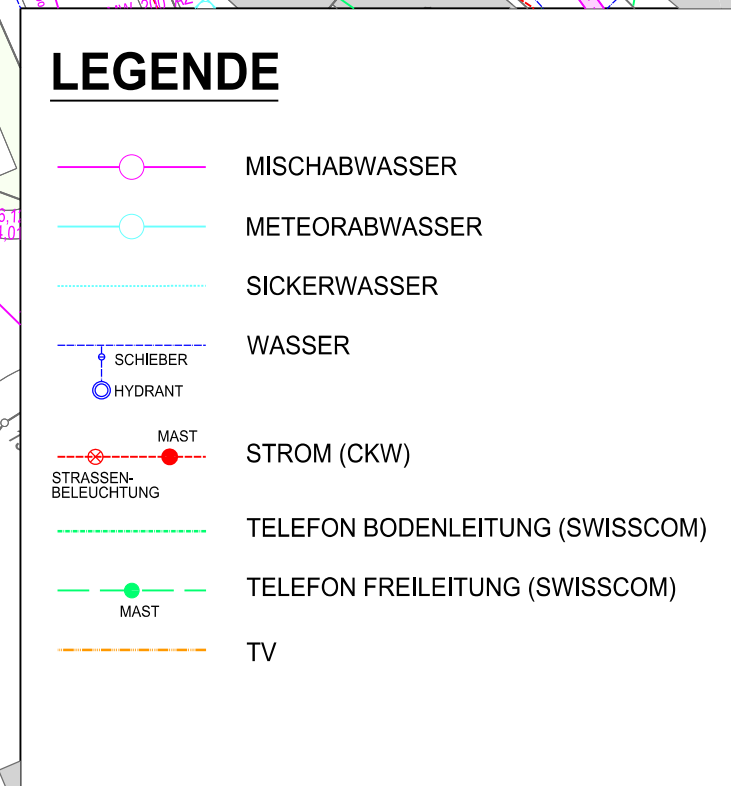 LEGENDE
MISCHABWASSER
METEORABWASSER
SICKERWASSER
WASSER
SCHIEBER
HYDRANT
MAST
STROM (CKW)
STRASSEN-
BELEUCHTUNG
TELEFON BODENLEITUNG (SWISSCOM)
TELEFON FREILEITUNG (SWISSCOM)
MAST
TV